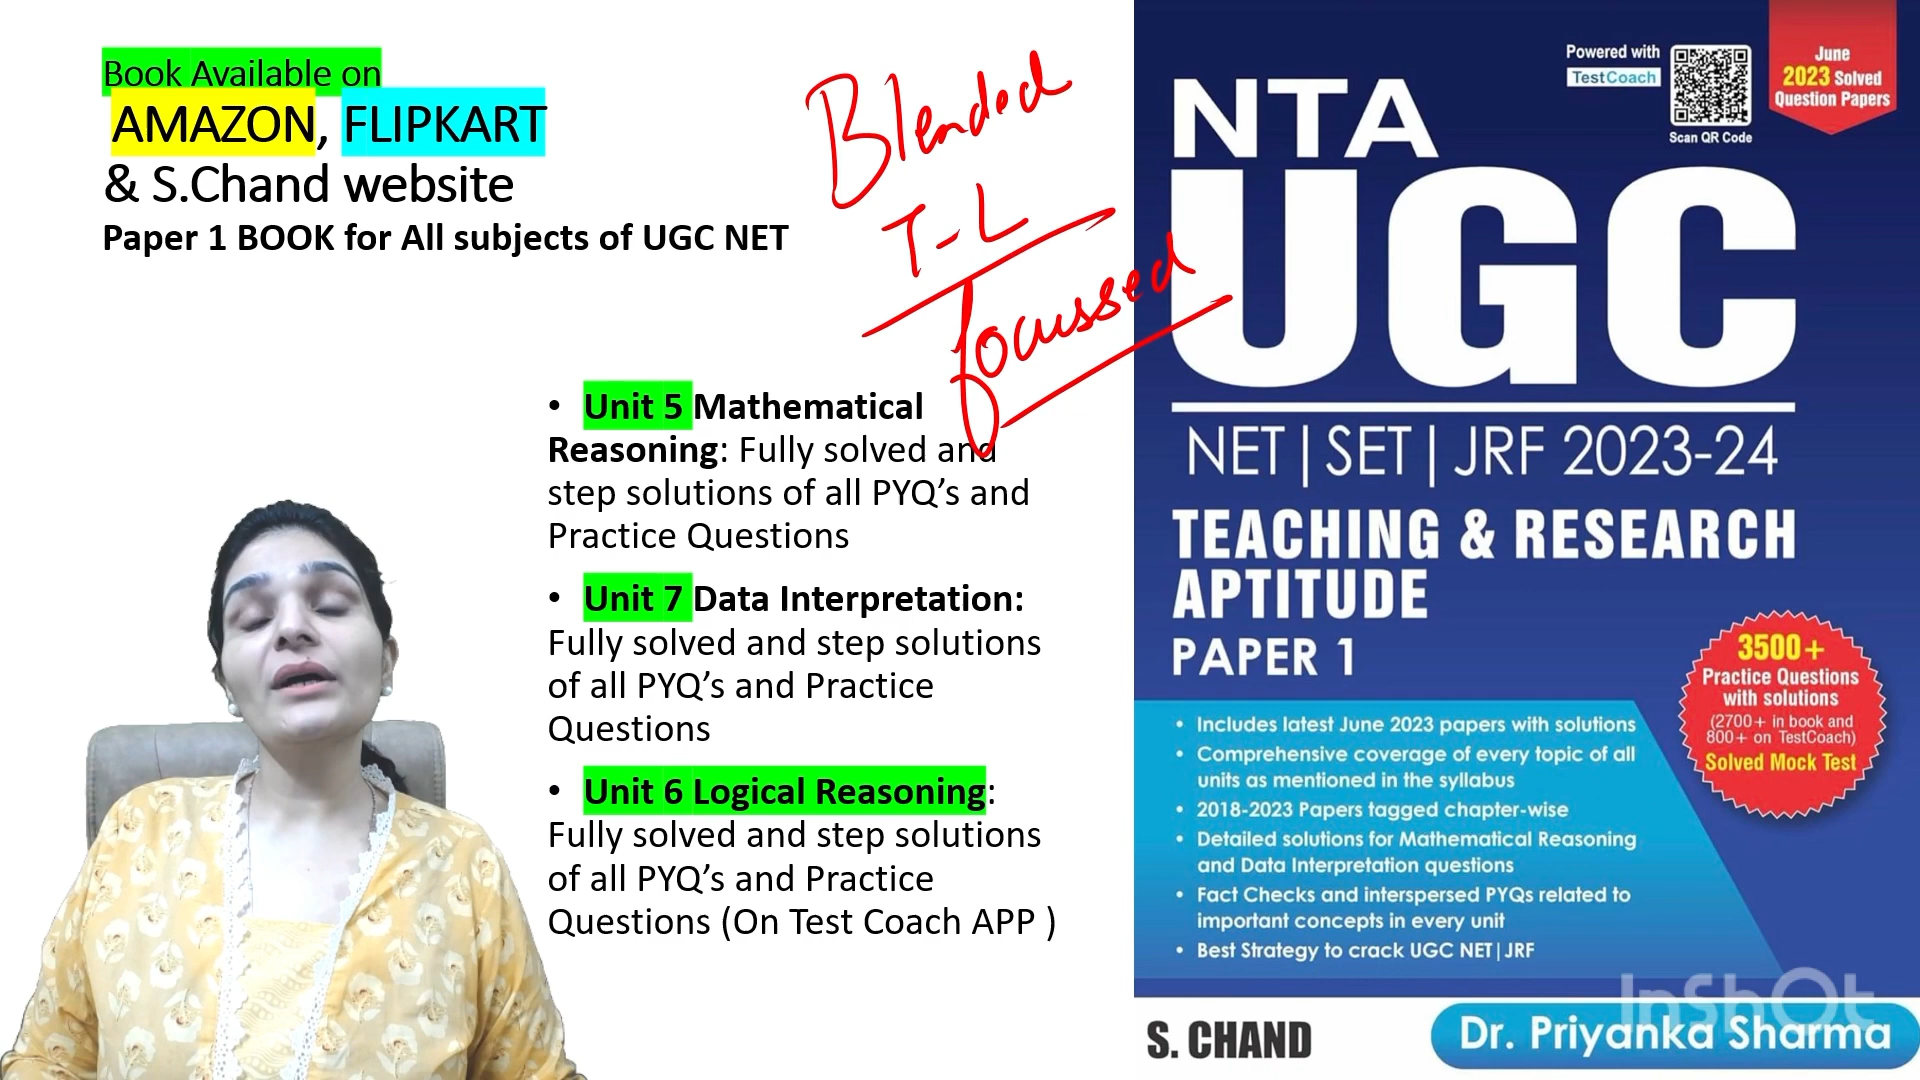 Book Available on
AMAZON, FLIPKART
& S.Chand website
Paper 1 BOOK for All subjects of UGC NET
Blended
T-L
focussed
• Unit 5 Mathematical
Reasoning: Fully solved and
step solutions of all PYQ’s and
Practice Questions
• Unit 7 Data Interpretation:
Fully solved and step solutions
of all PYQ’s and Practice
Questions
• Unit 6 Logical Reasoning:
Fully solved and step solutions
of all PYQ’s and Practice
Questions (On Test Coach APP )
Powered with
TestCoach
Scan QR Code
June
2023 Solved
Question Papers
NTA
UGC
NET|SET|JRF 2023-24
TEACHING & RESEARCH
APTITUDE
PAPER 1
3500+
Practice Questions
with solutions
(2700+ in book and
800+ on TestCoach)
Solved Mock Test
• Includes latest June 2023 papers with solutions
• Comprehensive coverage of every topic of all
units as mentioned in the syllabus
• 2018-2023 Papers tagged chapter-wise
• Detailed solutions for Mathematical Reasoning
and Data Interpretation questions
• Fact Checks and interspersed PYQs related to
important concepts in every unit
• Best Strategy to crack UGC NET|JRF
InShOt
S. CHAND
Dr. Priyanka Sharma